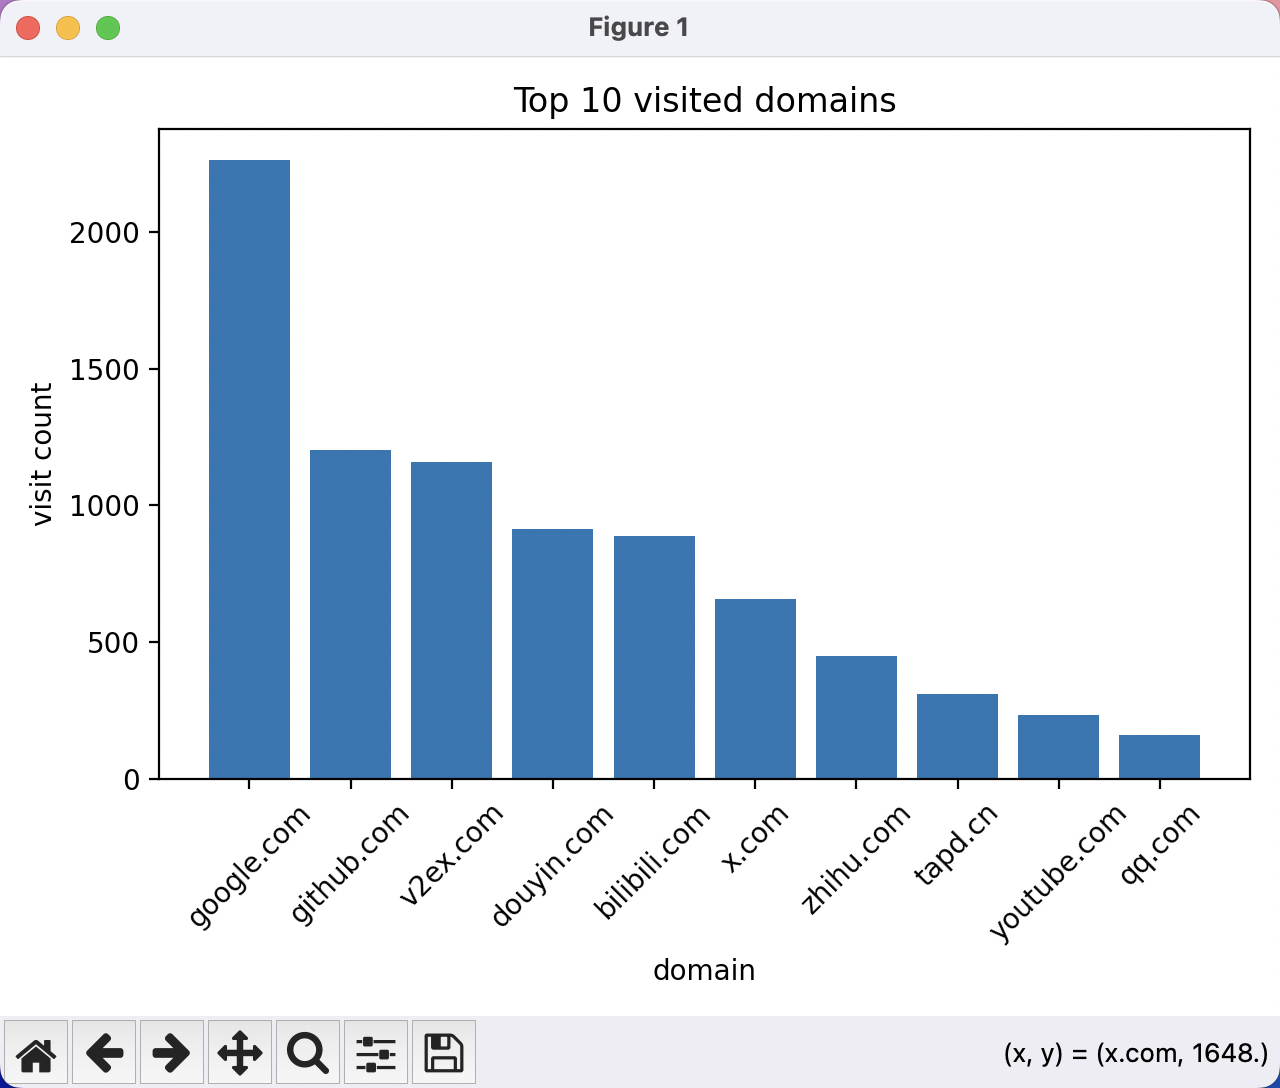 Figure 1
Top 10 visited domains
visit count
2000
1500
1000
500
0
google.com
github.com
v2ex.com
douyin.com
bilibili.com
x.com
zhihu.com
tapd.cn
youtube.com
qq.com
domain
(x, y) = (x.com, 1648.)